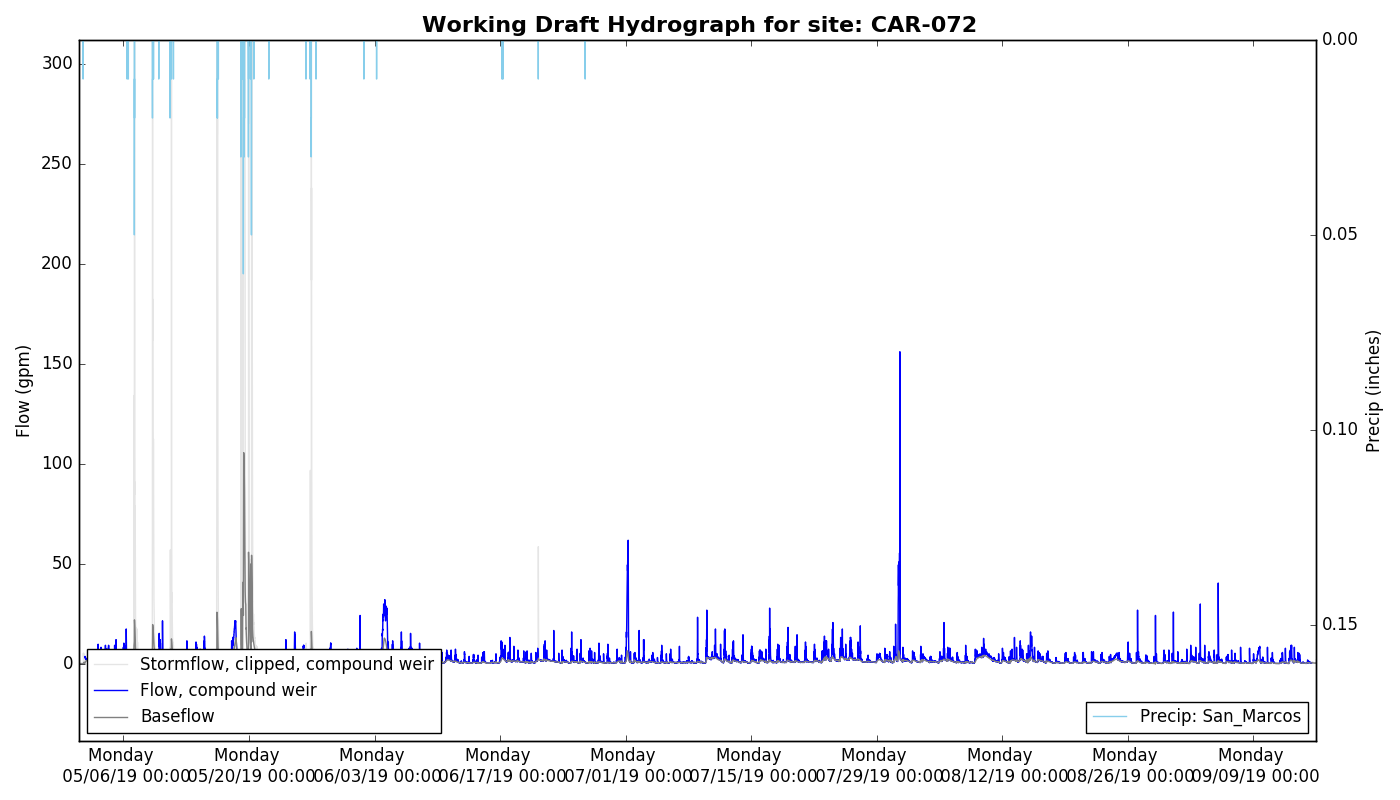 Working Draft Hydrograph for site: CAR-072
Flow (gpm)
300
250
200
150
100
50
0
0.00
0.05
0.10
0.15
Precip (inches)
Stormflow, clipped, compound weir
Flow, compound weir
Baseflow
Precip: San_Marcos
Monday
05/06/19 00:00
Monday
05/20/19 00:00
Monday
06/03/19 00:00
Monday
06/17/19 00:00
Monday
07/01/19 00:00
Monday
07/15/19 00:00
Monday
07/29/19 00:00
Monday
08/12/19 00:00
Monday
08/26/19 00:00
Monday
09/09/19 00:00